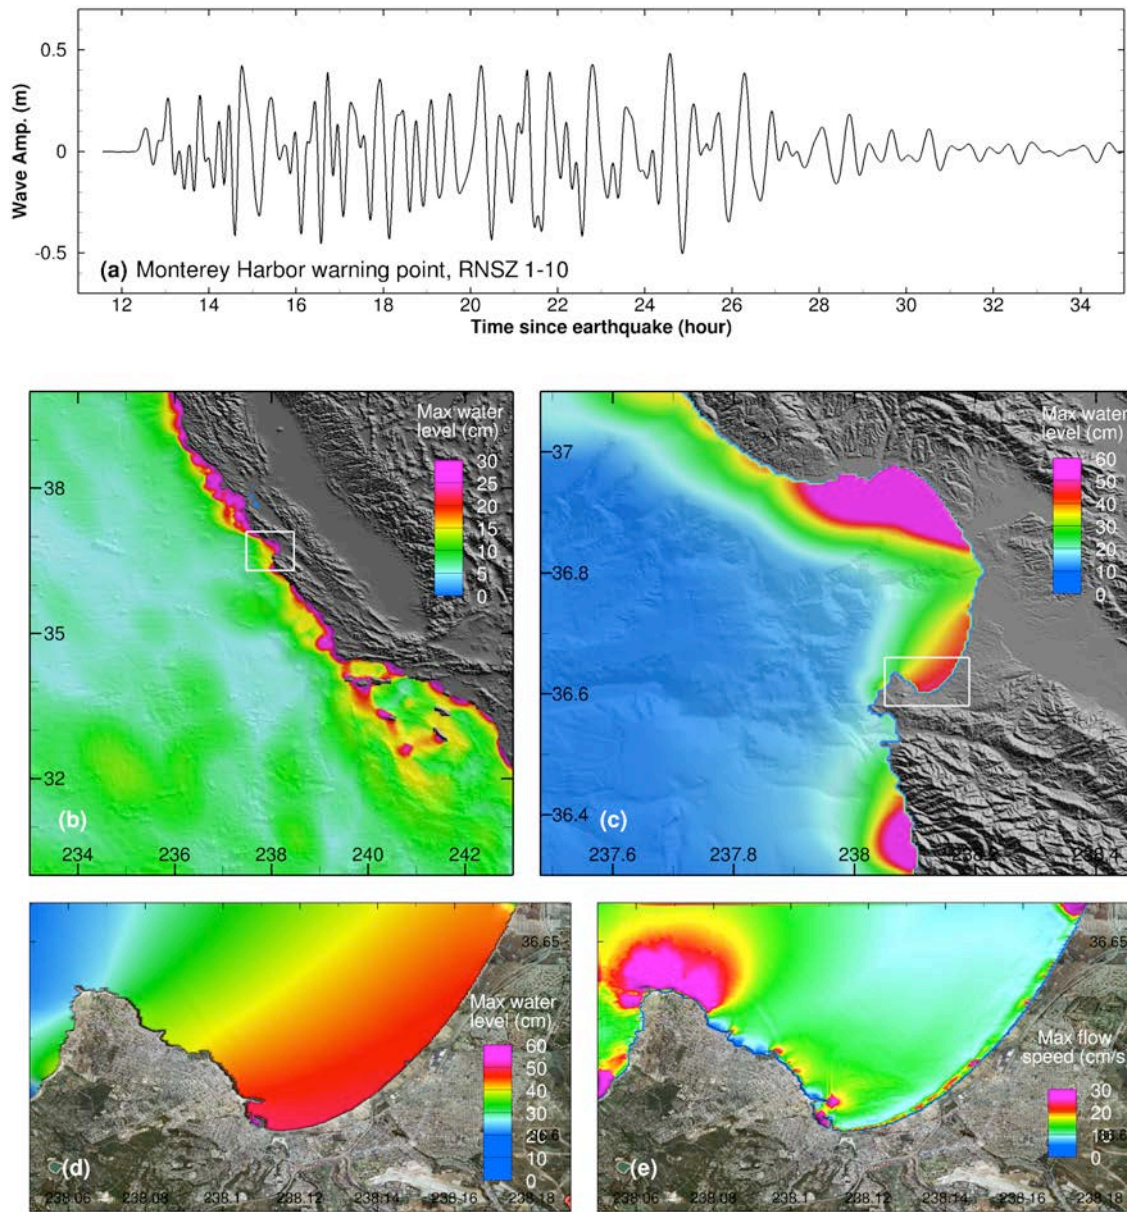 0.5
0
-0.5
Wave Amp. (m)
(a) Monterey Harbor warning point, RNSZ 1-10
12 14 16 18 20 22 24 26 28 30 32 34
Time since earthquake (hour)
Max water
level (cm)
30
25
20
15
10
5
0
38
35
32
(b)
234 236 238 240 242
Max water
level (cm)
60
50
40
30
20
10
0
37
36.8
36.6
36.4
(c)
237.6 237.8 238
36.65
Max water
level (cm)
60
50
40
30
20
10
0
(d)
238.06 238.08 238.1 238.12 238.14 238.16 238.18
36.65
Max flow
speed (cm/s
30
20
10
0
(e)
238.06 238.08 238.1 238.12 238.14 238.16 238.18